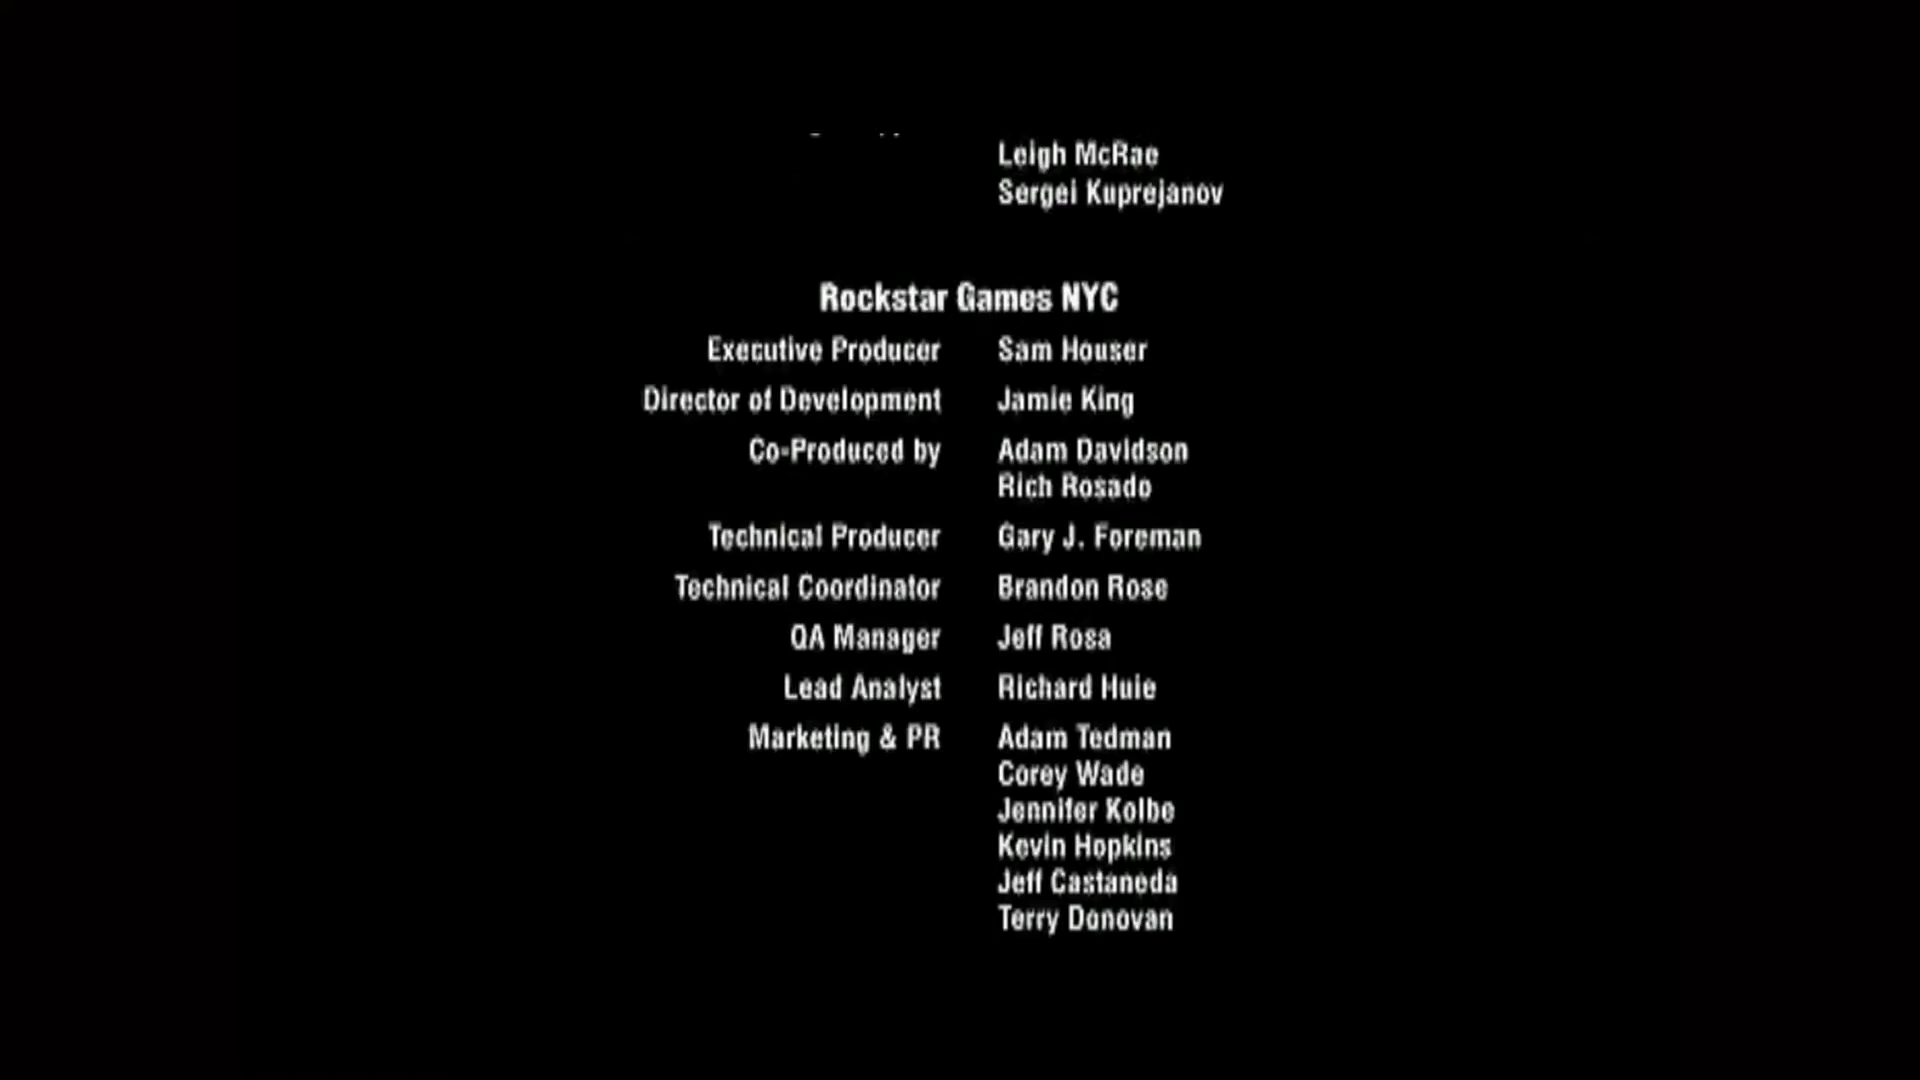 Leigh McRae
Sergei Kuprejanov
Rockstar Games NYC
Executive Producer Sam Houser
Director of Development Jamie King
Co-Produced by Adam Davidson
Rich Rosado
Technical Producer Gary J. Foreman
Technical Coordinator Brandon Rose
QA Manager Jeff Rosa
Lead Analyst Richard Huie
Marketing & PR Adam Tedman
Corey Wade
Jennifer Kolbe
Kevin Hopkins
Jeff Castaneda
Terry Donovan